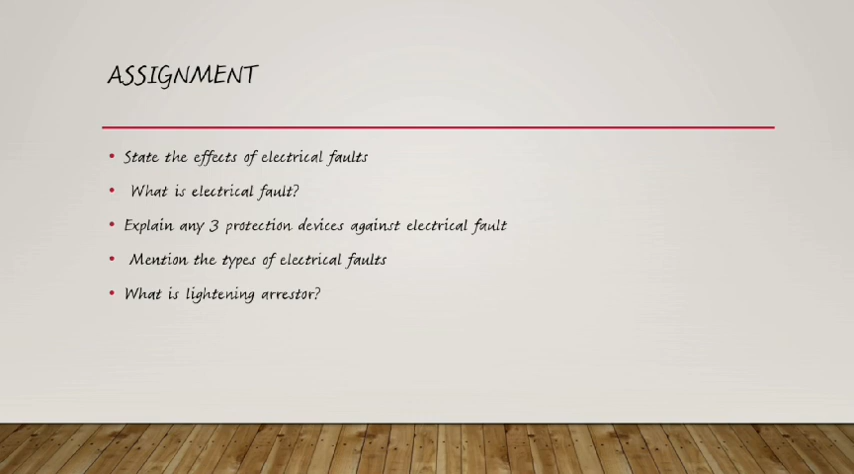 ASSIGNMENT
• State the effects of electrical faults
• What is electrical fault?
• Explain any 3 protection devices against electrical fault
• Mention the types of electrical faults
• What is lightening arrestor?